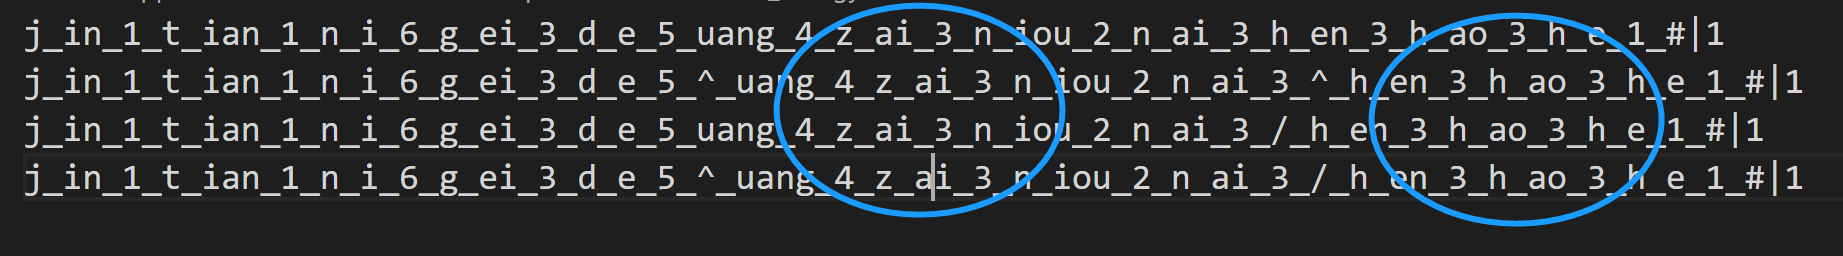 j_in_1_t_ian_1_n_i_6_g_ei_3_d_e_5_uang_4_z_ai_3_n_iou_2_n_ai_3_h_en_3_h_ao_3_h_e_1_#|1
j_in_1_t_ian_1_n_i_6_g_ei_3_d_e_5_^_uang_4_z_ai_3_n_iou_2_n_ai_3_^_h_en_3_h_ao_3_h_e_1_#|1
j_in_1_t_ian_1_n_i_6_g_ei_3_d_e_5_uang_4_z_ai_3_n_iou_2_n_ai_3_/_h_en_3_h_ao_3_h_e_1_#|1
j_in_1_t_ian_1_n_i_6_g_ei_3_d_e_5_^_uang_4_z_ai_3_n_iou_2_n_ai_3_/_h_en_3_h_ao_3_h_e_1_#|1